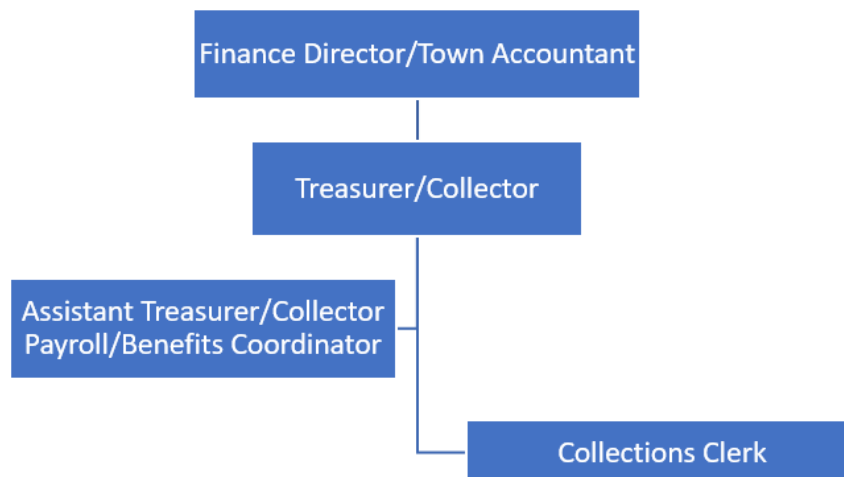 Finance Director/Town Accountant
Treasurer/Collector
Assistant Treasurer/Collector
Payroll/Benefits Coordinator
Collections Clerk